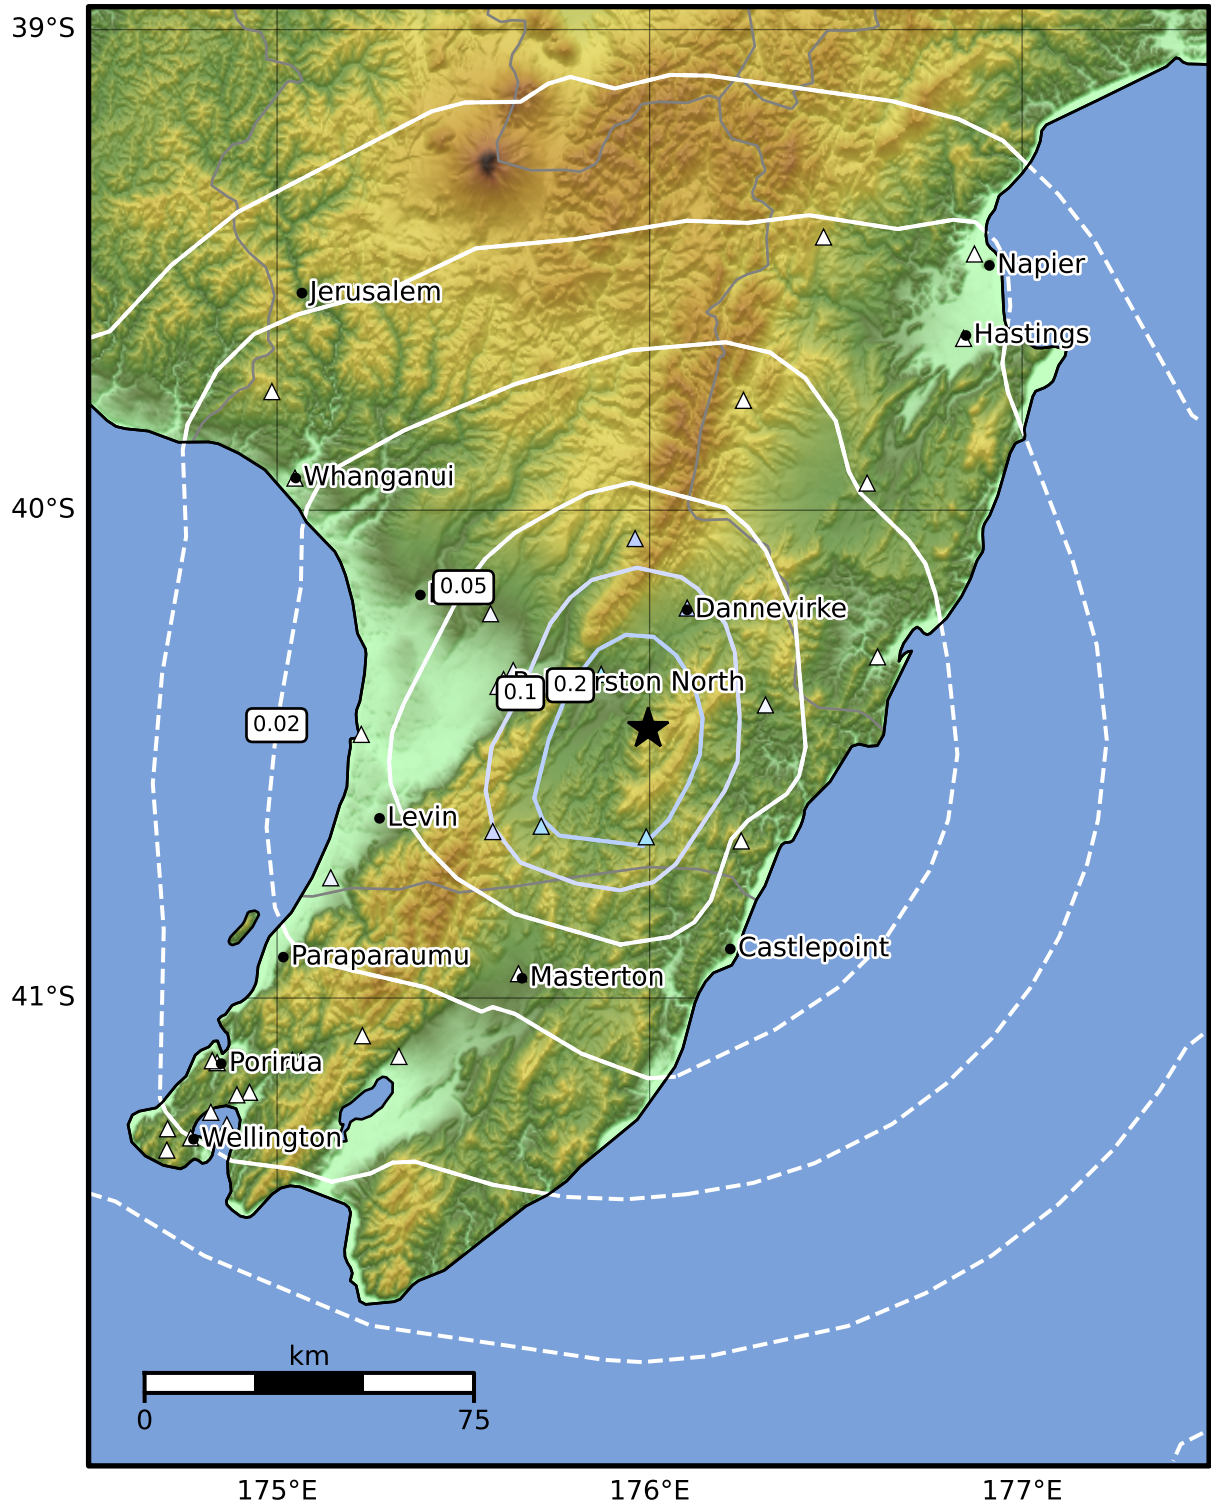 39°S
Napier
Jerusalem
Hastings
Whanganui
40°S
0.05
Dannevirke
rston North
0.1
0.2
0.02
Levin
Castlepoint
Paraparaumu
Masterton
41°S
Porirua
Wellington
km
0 75
175°E 176°E 177°E